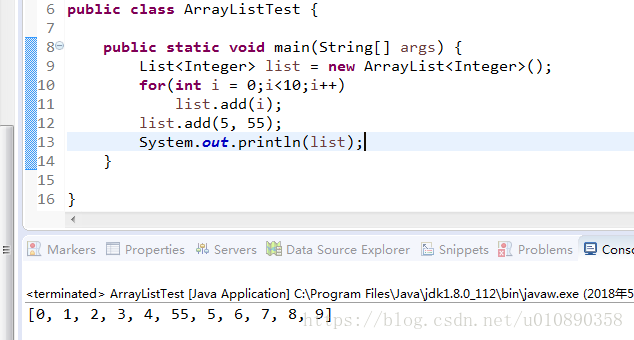 6 public class ArrayListTest {
7
8 public static void main(String[] args) {
9 List<Integer> list = new ArrayList<Integer>();
10 for(int i = 0;i<10;i++)
11 list.add(i);
12 list.add(5, 55);
13 System.out.println(list);
14 }
15
16 }
Markers Properties Servers Data Source Explorer Snippets Problems Conso
<terminated> ArrayListTest [Java Application] C:\Program Files\Java\jdk1.8.0_112\bin\javaw.exe (2018年5
[0, 1, 2, 3, 4, 55, 5, 6, 7, 8, 9]
https://blog.csdn.net/u010890358